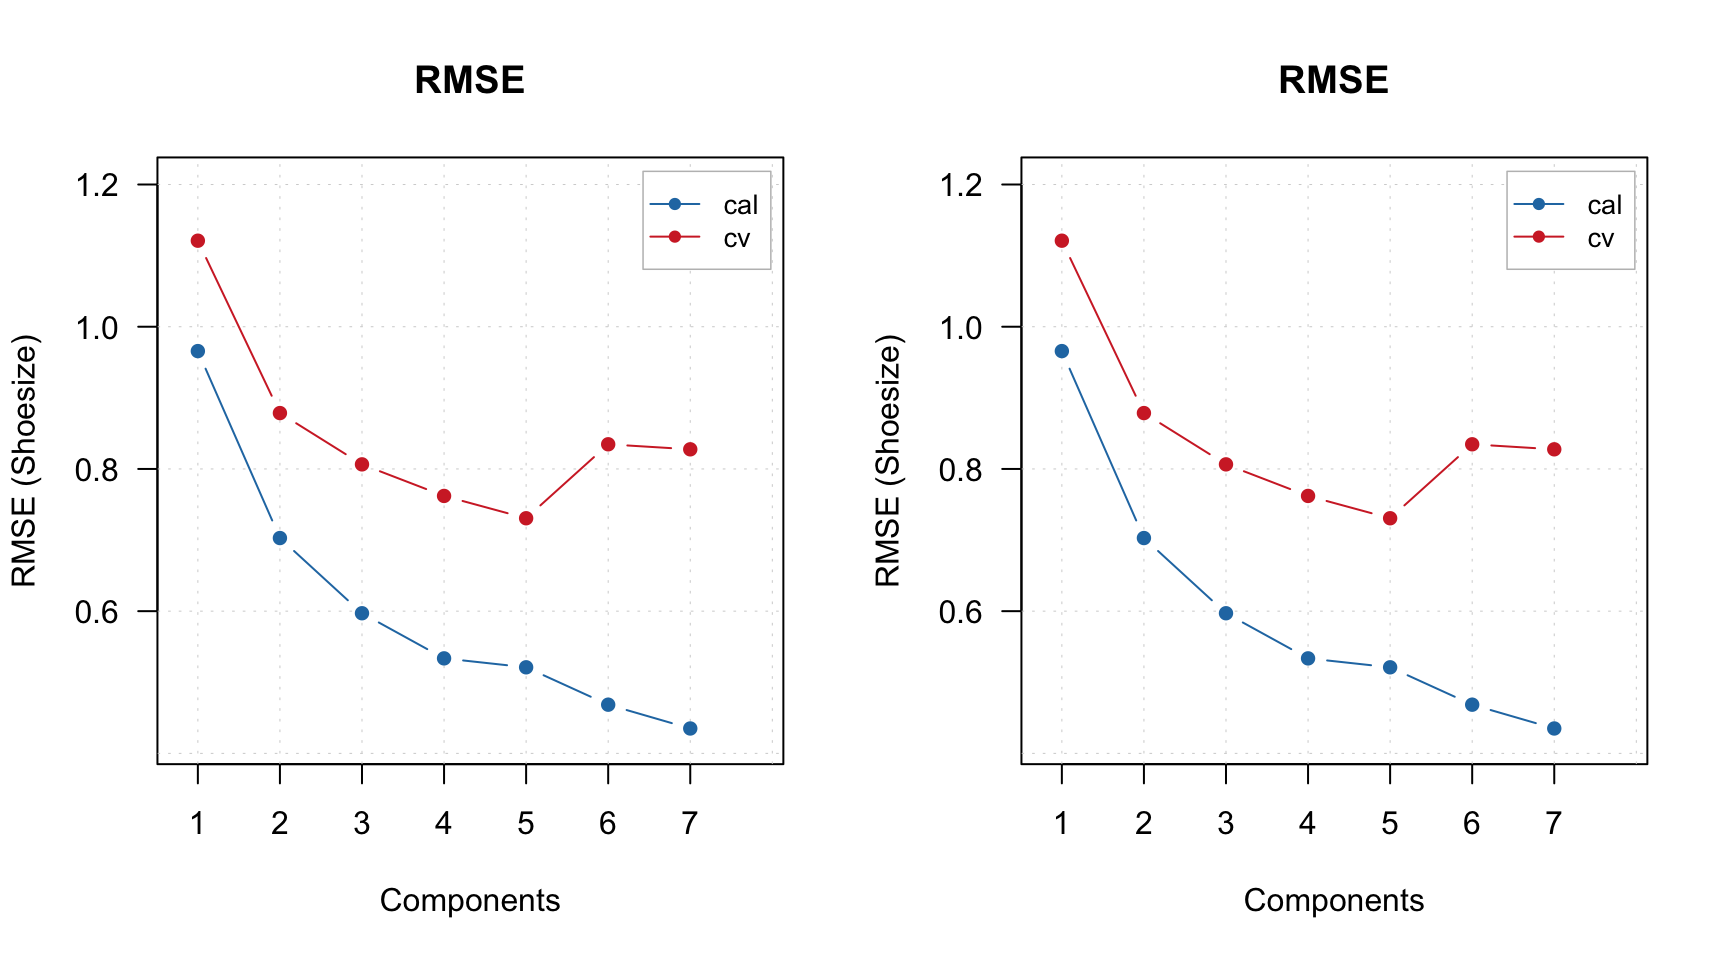 RMSE
RMSE (Shoesize)
1.2
1.0
0.8
0.6
cal
cv
1 2 3 4 5 6 7
Components
RMSE
RMSE (Shoesize)
1.2
1.0
0.8
0.6
cal
cv
1 2 3 4 5 6 7
Components